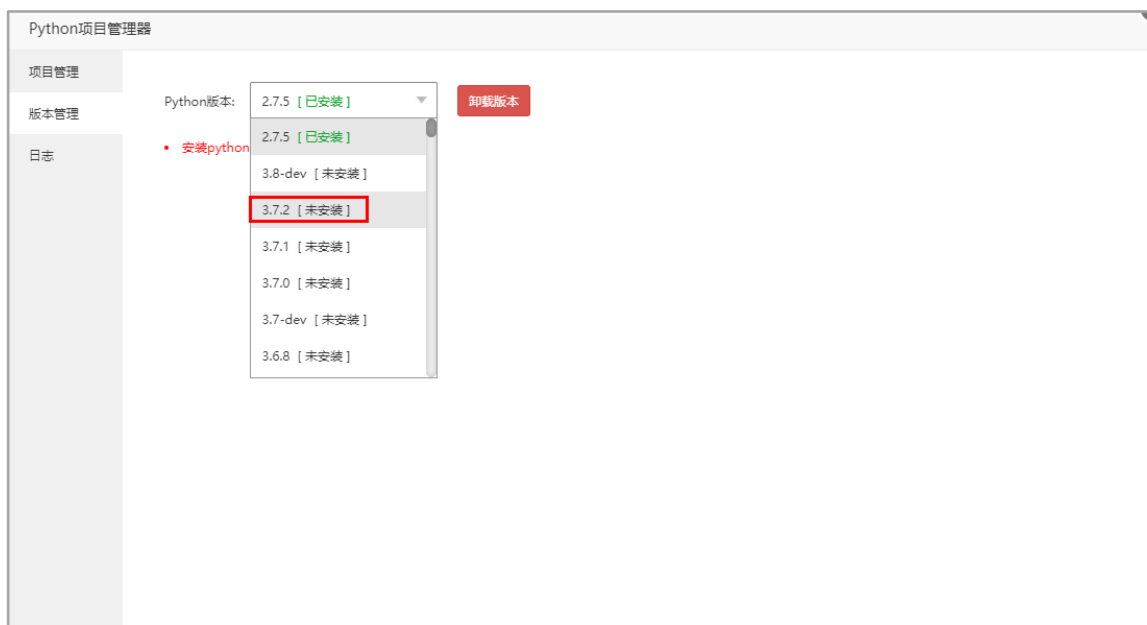 Python项目管理器
项目管理
版本管理
日志
Python版本: 2.7.5 [ 已安装 ] 卸载版本
• 安装python
2.7.5 [ 已安装 ]
3.8-dev [ 未安装 ]
3.7.2 [ 未安装 ]
3.7.1 [ 未安装 ]
3.7.0 [ 未安装 ]
3.7-dev [ 未安装 ]
3.6.8 [ 未安装 ]